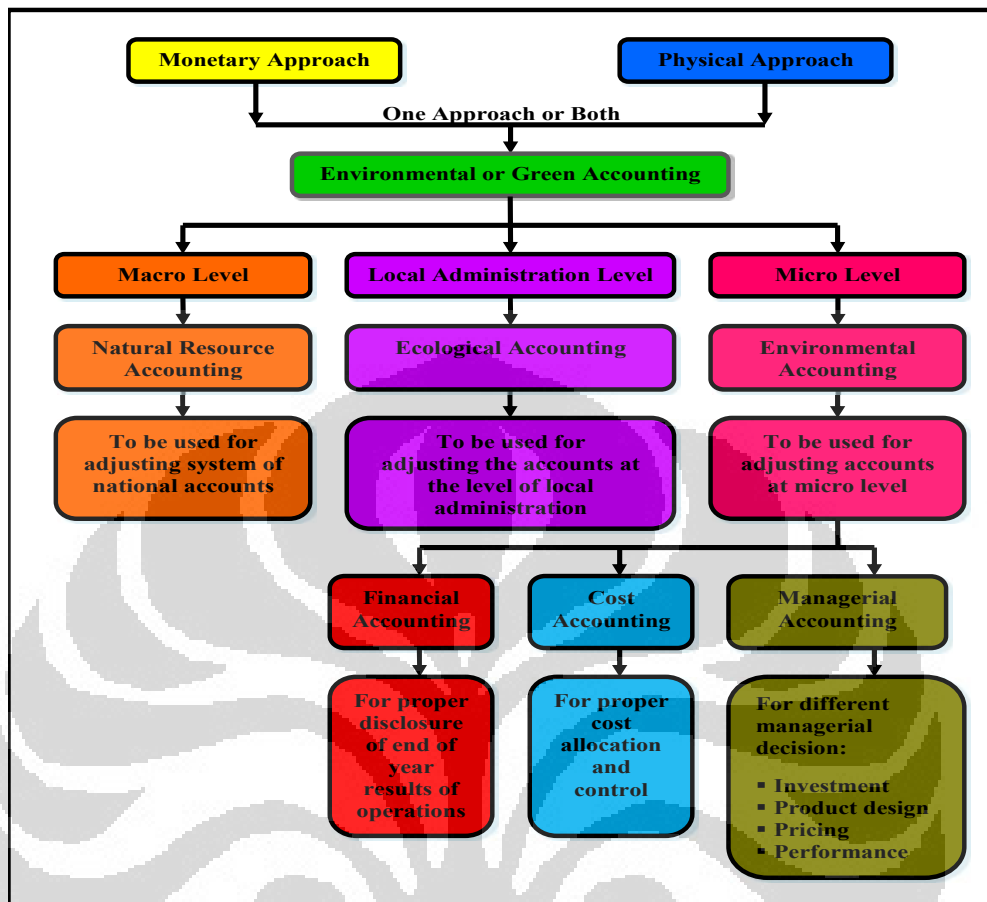 Monetary Approach
Physical Approach
One Approach or Both
Environmental or Green Accounting
Macro Level
Local Administration Level
Micro Level
Natural Resource
Accounting
Ecological Accounting
Environmental
Accounting
To be used for
adjusting system of
national accounts
To be used for
adjusting the accounts at
the level of local
administration
To be used for
adjusting accounts
at micro level
Financial
Accounting
Cost
Accounting
Managerial
Accounting
For proper
disclosure
of end of
year
results of
operations
For proper
cost
allocation
and
control
For different
managerial
decision:
▪ Investment
▪ Product design
▪ Pricing
▪ Performance